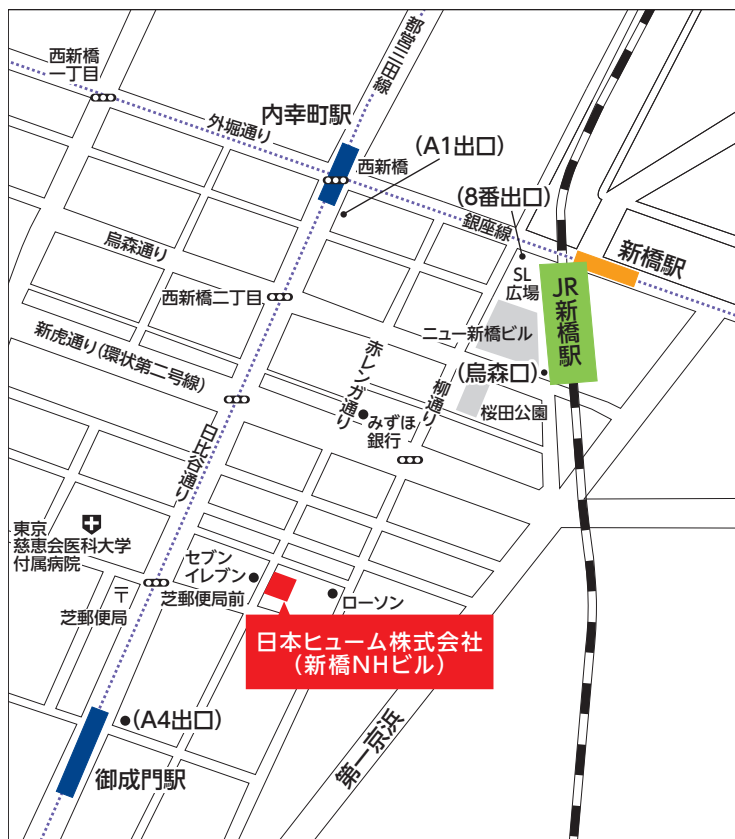 都営三田線
西新橋
一丁目
内幸町駅
外堀通り
(A1出口)
西新橋
(8番出口)
銀座線
新橋駅
烏森通り
SL
広場
JR新橋駅
西新橋二丁目
ニュー新橋ビル
新虎通り(環状第二号線)
赤レンガ通り
柳通り
(烏森口)
桜田公園
みずほ
銀行
日比谷通り
東京
慈恵会医科大学
付属病院
セブン
イレブン
〒
芝郵便局
芝郵便局前
ローソン
日本ヒューム株式会社
(新橋NHビル)
(A4出口)
第一京浜
御成門駅